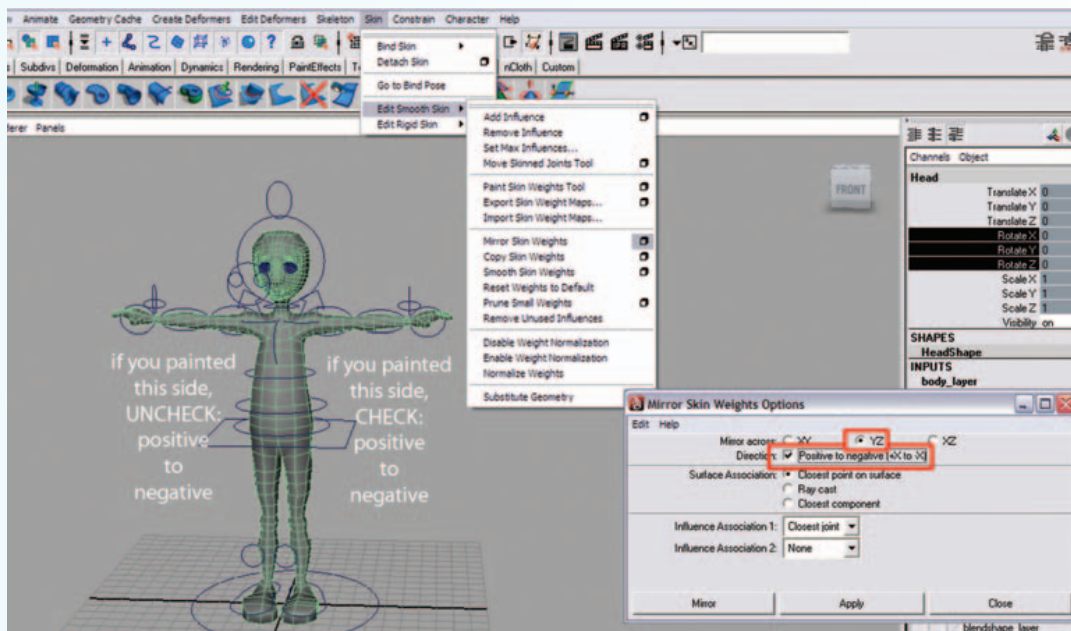 Animate Geometry Cache Create Deformers Edit Deformers Skeleton Skin Constrain Character Help
Subdivs Deformation Animation Dynamics Rendering PaintEffects nCloth Custom
Panels
Bind Skin
Detach Skin
Go to Bind Pose
Edit Smooth Skin
Edit Rigid Skin
Add Influence
Remove Influence
Set Max Influences...
Move Skinned Joints Tool
Paint Skin Weights Tool
Export Skin Weight Maps...
Import Skin Weight Maps...
Mirror Skin Weights
Copy Skin Weights
Smooth Skin Weights
Reset Weights to Default
Prune Small Weights
Remove Unused Influences
Disable Weight Normalization
Enable Weight Normalization
Normalize Weights
Substitute Geometry
FRONT
Channels Object
Head
Translate X 0
Translate Y 0
Translate Z 0
Rotate X 0
Rotate Y 0
Rotate Z 0
Scale X 1
Scale Y 1
Scale Z 1
Visibility on
SHAPES
HeadShape
INPUTS
body_layer
if you painted
this side,
UNCHECK:
positive
to
negative
if you painted
this side,
CHECK:
positive
to
negative
Mirror Skin Weights Options
Edit Help
Mirror across: XY YZ XZ
Direction: Positive to negative (+X to -X)
Surface Association: Closest point on surface
Ray cast
Closest component
Influence Association 1: Closest joint
Influence Association 2: None
Mirror Apply Close
blendshape_layer